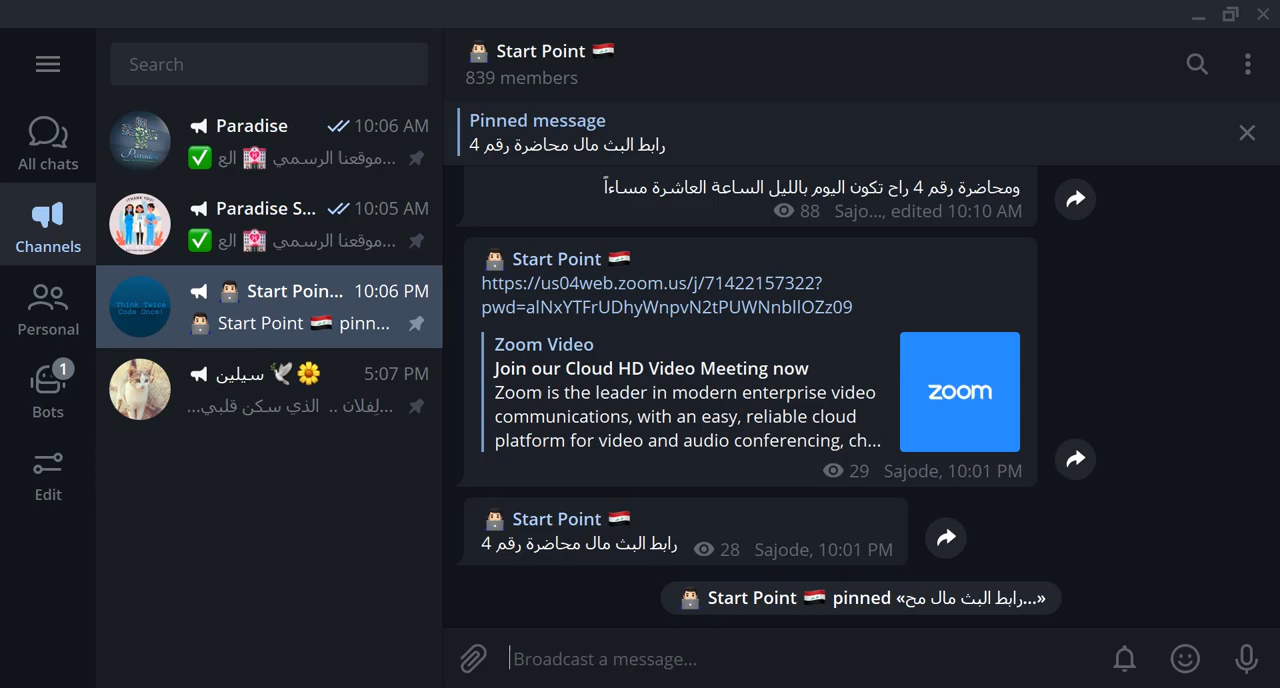 Search
All chats
Channels
Personal
1
Bots
Edit
Paradise
10:06 AM
✅ موقعنا الرسمي 🏩 الع...
Paradise S...
10:05 AM
✅ موقعنا الرسمي 🏩 الع...
Think Twice
Code Once!
Start Poin...
10:06 PM
Start Point 🇮🇶 pinn...
سيلين 🕊🌼
5:07 PM
لِفلان .. الذي سكن قلبي...
Start Point 🇮🇶
839 members
Pinned message
رابط البث مال محاضرة رقم 4
ومحاضرة رقم 4 راح تكون اليوم بالليل الساعة العاشرة مساءاً
88 Sajo..., edited 10:10 AM
Start Point 🇮🇶
https://us04web.zoom.us/j/71422157322?
pwd=aINxYTFrUDhyWnpvN2tPUWNnbllOZz09
Zoom Video
Join our Cloud HD Video Meeting now
Zoom is the leader in modern enterprise video
communications, with an easy, reliable cloud
platform for video and audio conferencing, ch...
zoom
29 Sajode, 10:01 PM
Start Point 🇮🇶
رابط البث مال محاضرة رقم 4
28 Sajode, 10:01 PM
Start Point 🇮🇶 pinned «رابط البث مال مح...»
Broadcast a message...